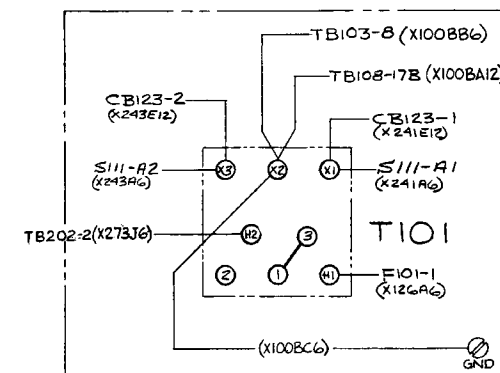 TB103-8 (X100BB6)
TB108-17B (X100BA12)
CB123-2
(X243E12)
CB123-1
(X241E12)
S111-A2
(X243A6)
X3
X2
X1
S111-A1
(X241A6)
TB202-2(X273J6)
H2
3
T101
2
1
H1
F101-1
(X126A6)
(X100BC6)
GND